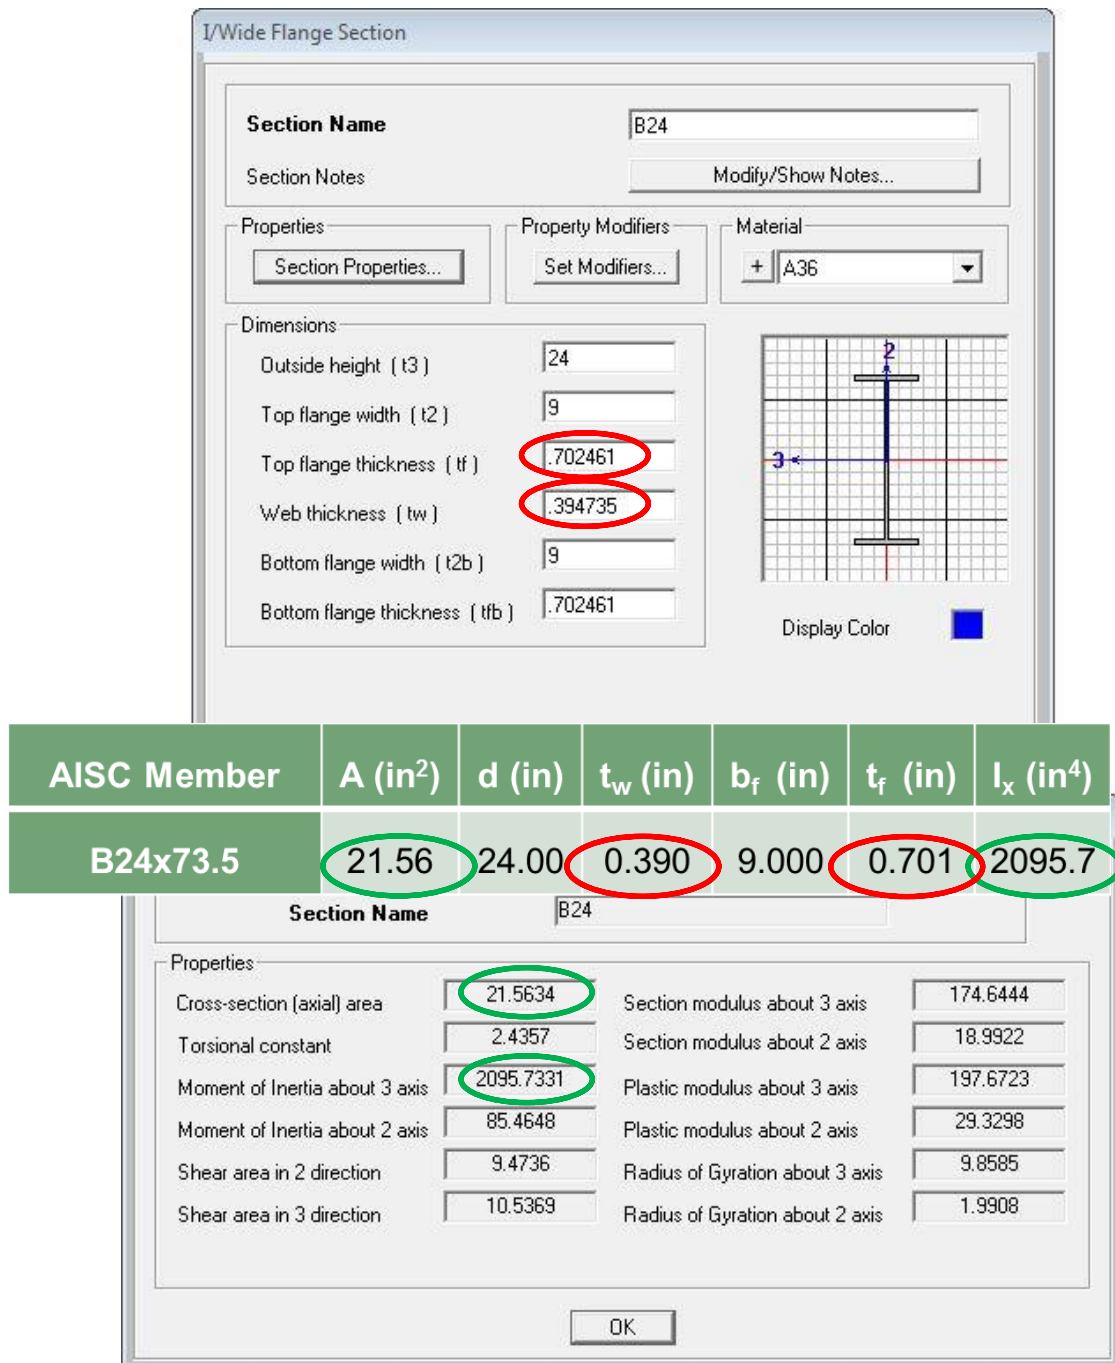 I/Wide Flange Section
Section Name B24
Section Notes Modify/Show Notes...
Properties Property Modifiers Material
Section Properties... Set Modifiers... + A36
Dimensions
Outside height ( t3 ) 24
Top flange width ( t2 ) 9
Top flange thickness ( tf ) .702461
Web thickness ( tw ) .394735
Bottom flange width ( t2b ) 9
Bottom flange thickness ( tfb ) .702461
2
3
Display Color
AISC Member A (in²) d (in) tw (in) bf (in) tf (in) Ix (in⁴)
B24x73.5 21.56 24.00 0.390 9.000 0.701 2095.7
Section Name B24
Properties
Cross-section (axial) area 21.5634 Section modulus about 3 axis 174.6444
Torsional constant 2.4357 Section modulus about 2 axis 18.9922
Moment of Inertia about 3 axis 2095.7331 Plastic modulus about 3 axis 197.6723
Moment of Inertia about 2 axis 85.4648 Plastic modulus about 2 axis 29.3298
Shear area in 2 direction 9.4736 Radius of Gyration about 3 axis 9.8585
Shear area in 3 direction 10.5369 Radius of Gyration about 2 axis 1.9908
OK